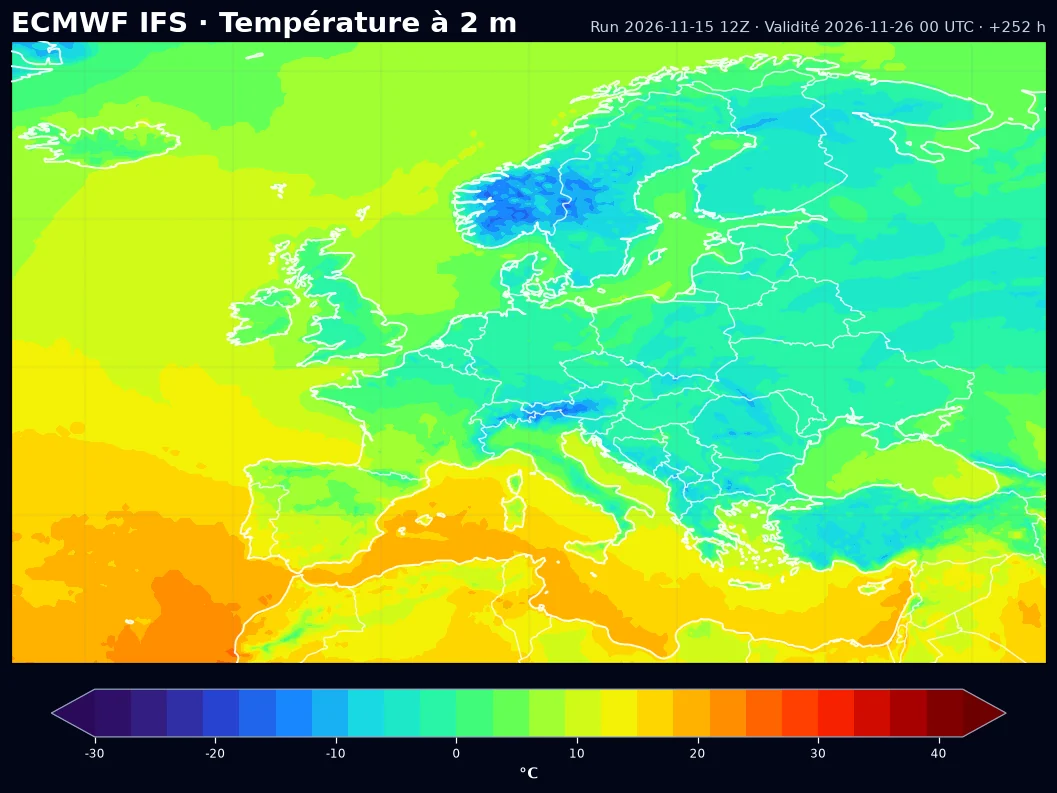 ECMWF IFS · Température à 2 m
Run 2026-11-15 12Z · Validité 2026-11-26 00 UTC · +252 h
-30 -20 -10 0 10 20 30 40
°C